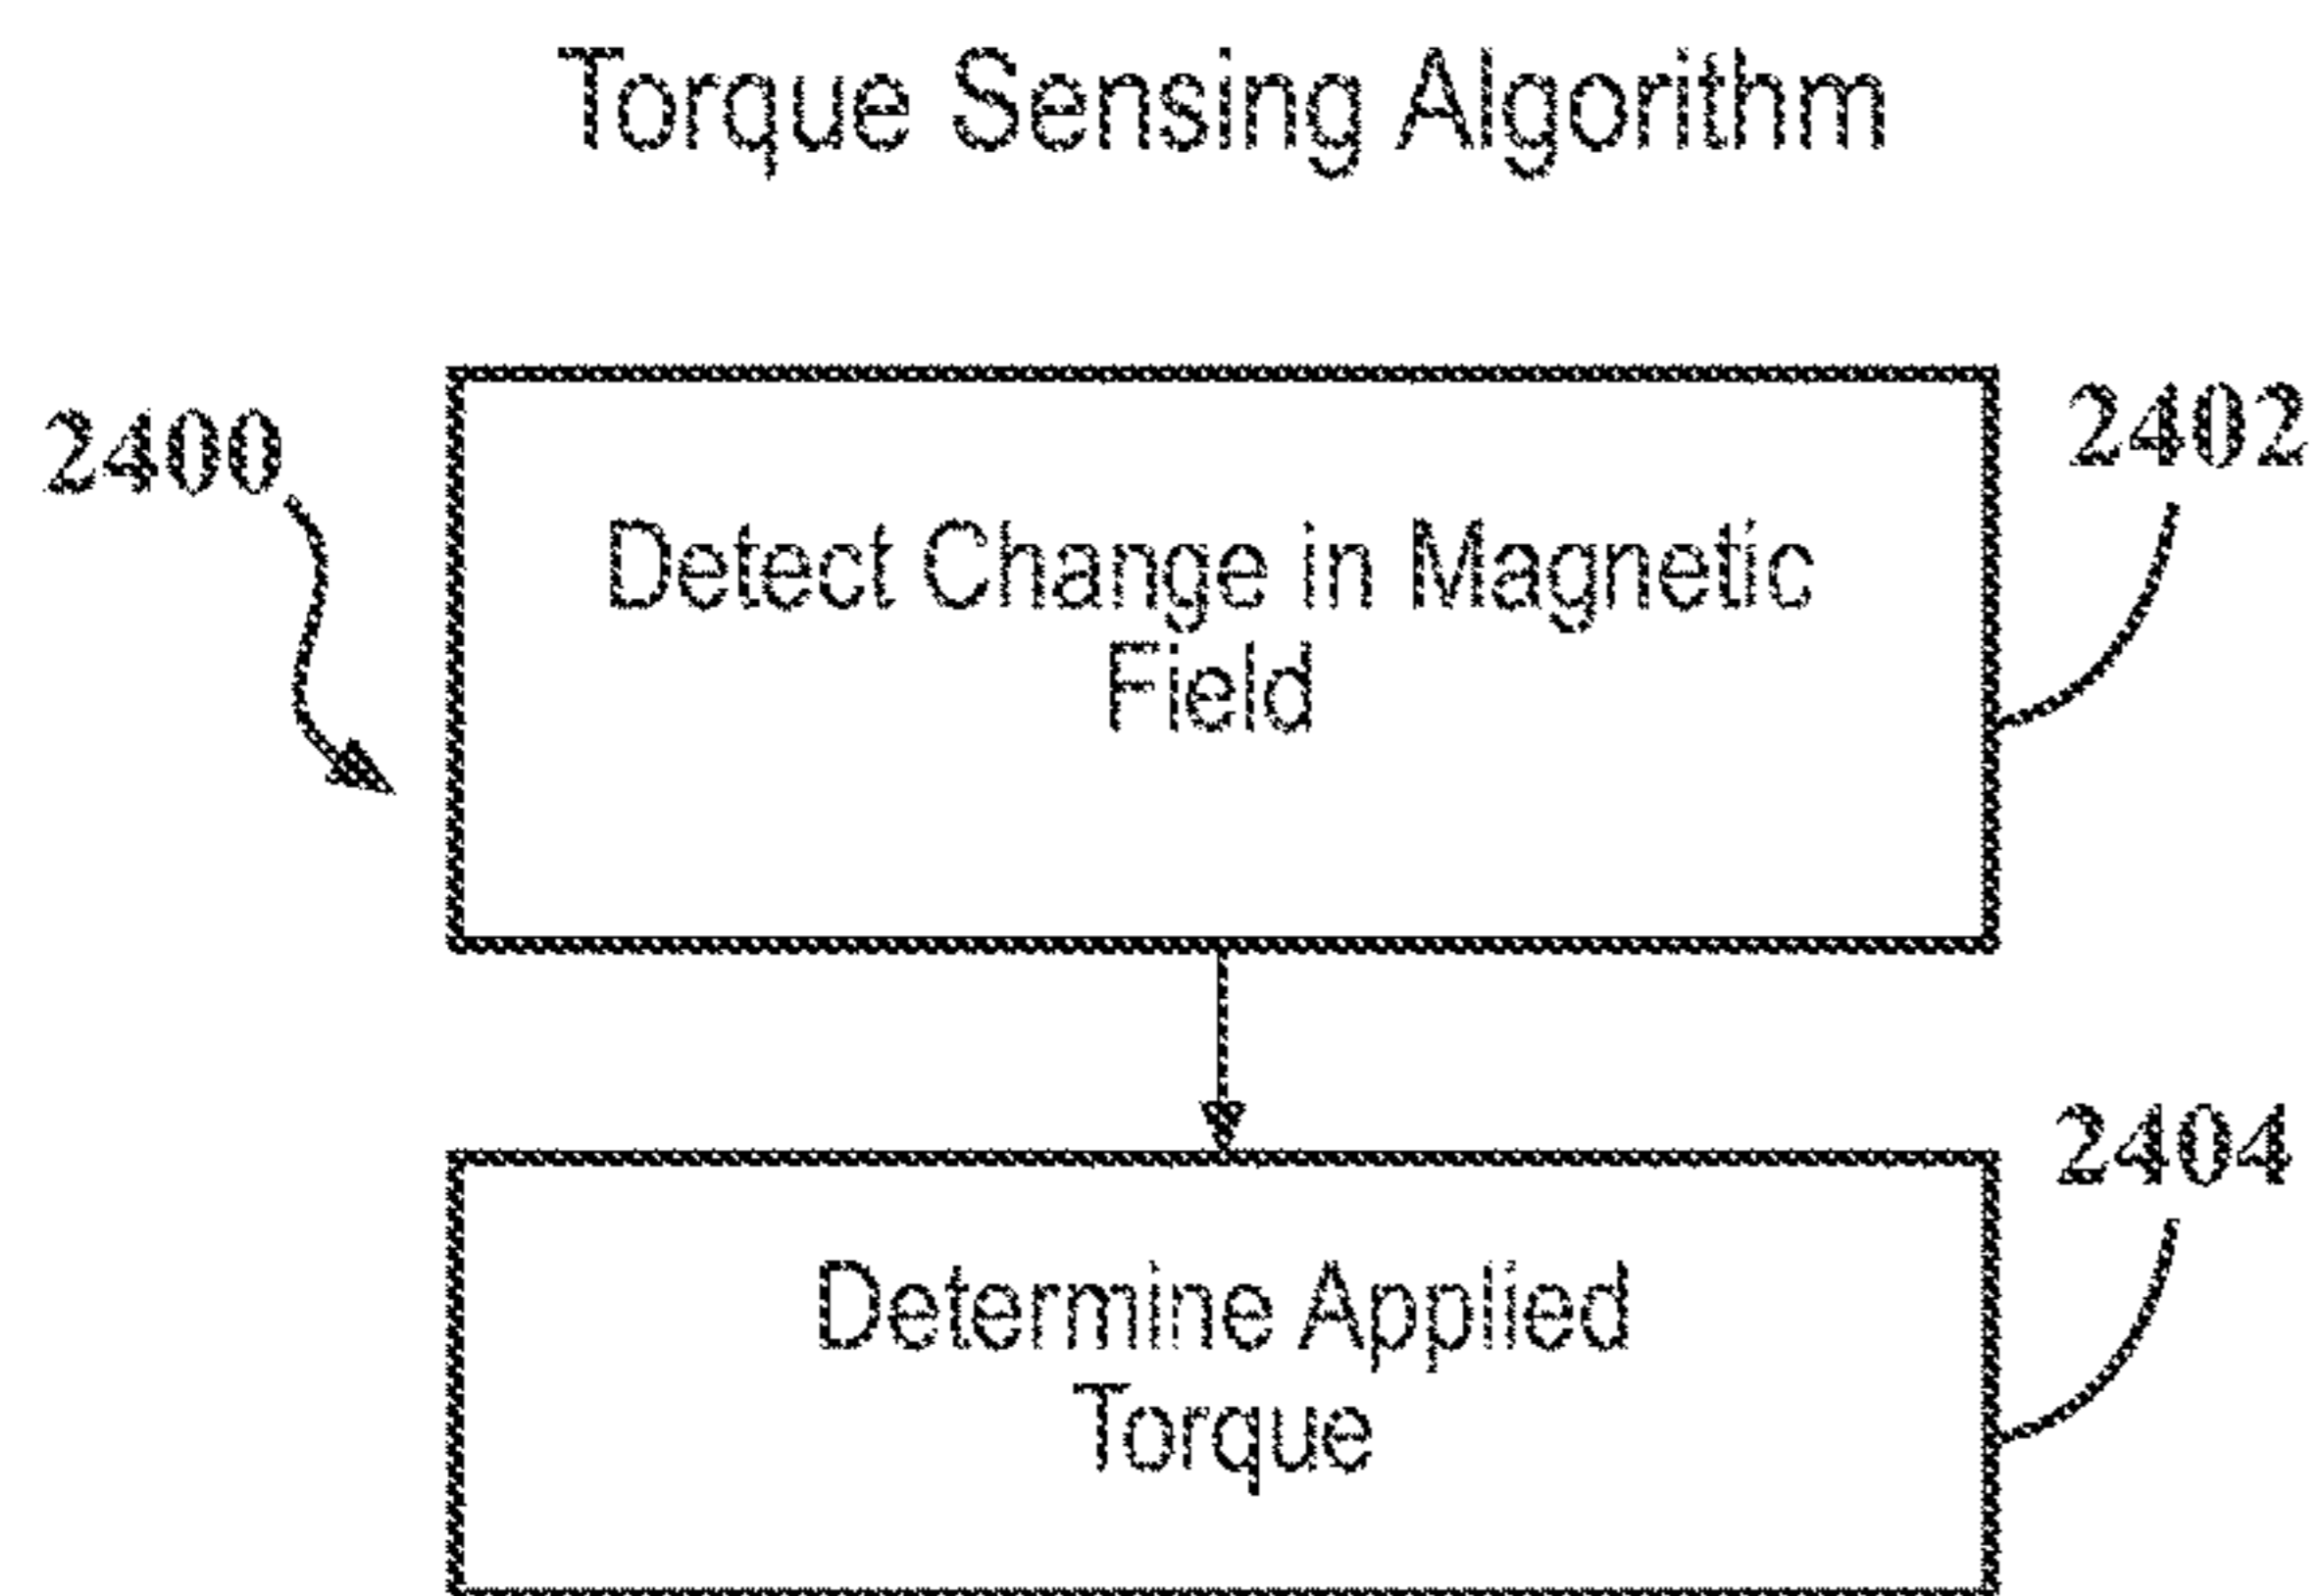 Torque Sensing Algorithm
2400
2402
Detect Change in Magnetic
Field
2404
Determine Applied
Torque